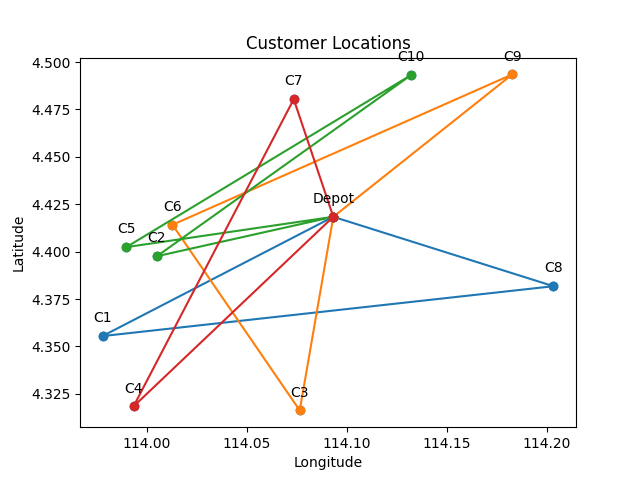 Customer Locations
C10
C9
C7
Depot
C6
C5
C2
C8
C1
C4
C3
4.500
4.475
4.450
4.425
4.400
4.375
4.350
4.325
Latitude
114.00 114.05 114.10 114.15 114.20
Longitude